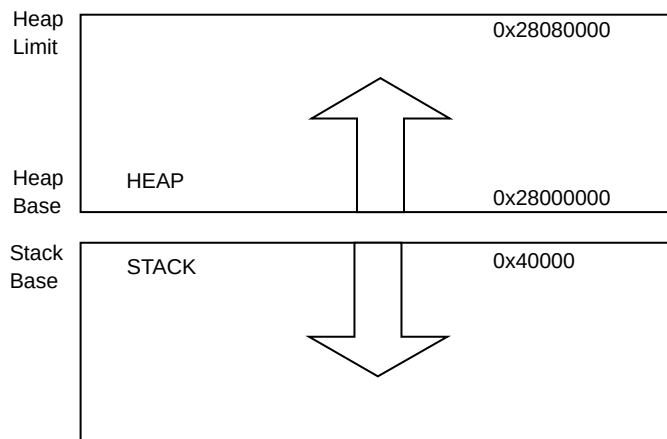 Heap
Limit
0x28080000
Heap
Base
HEAP
0x28000000
Stack
Base
STACK
0x40000